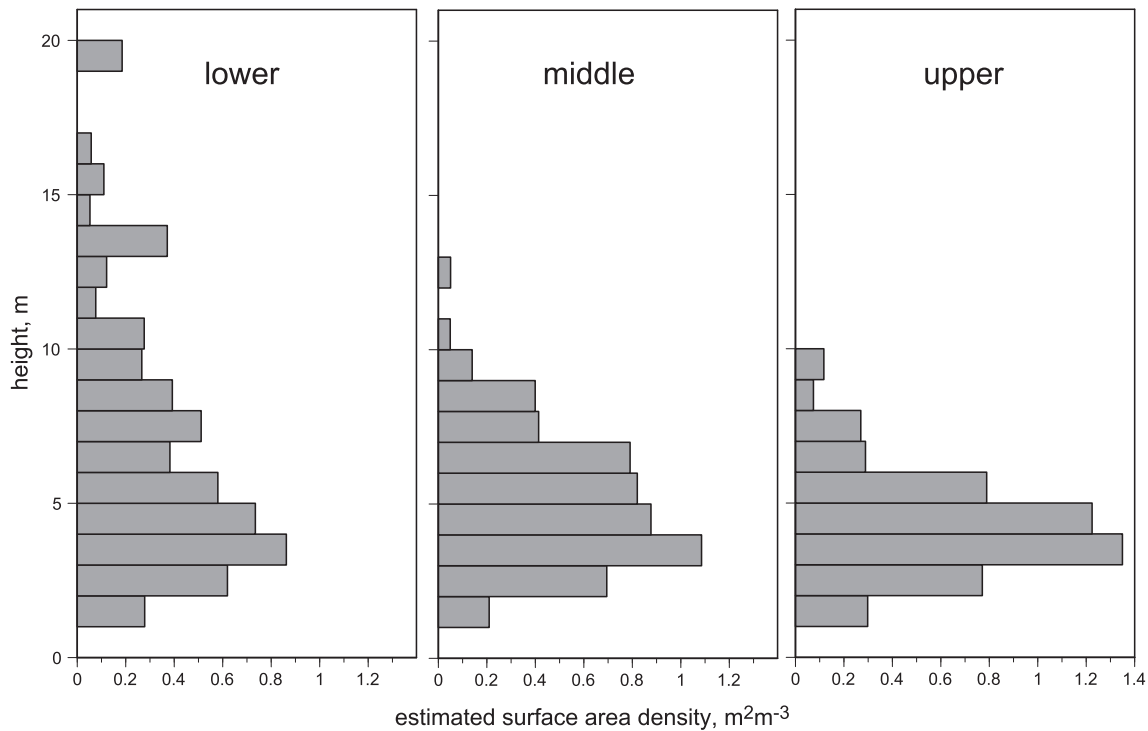 lower
middle
upper
20
15
10
5
0
height, m
0 0.2 0.4 0.6 0.8 1 1.2
0 0.2 0.4 0.6 0.8 1 1.2
0 0.2 0.4 0.6 0.8 1 1.2 1.4
estimated surface area density, m2m-3